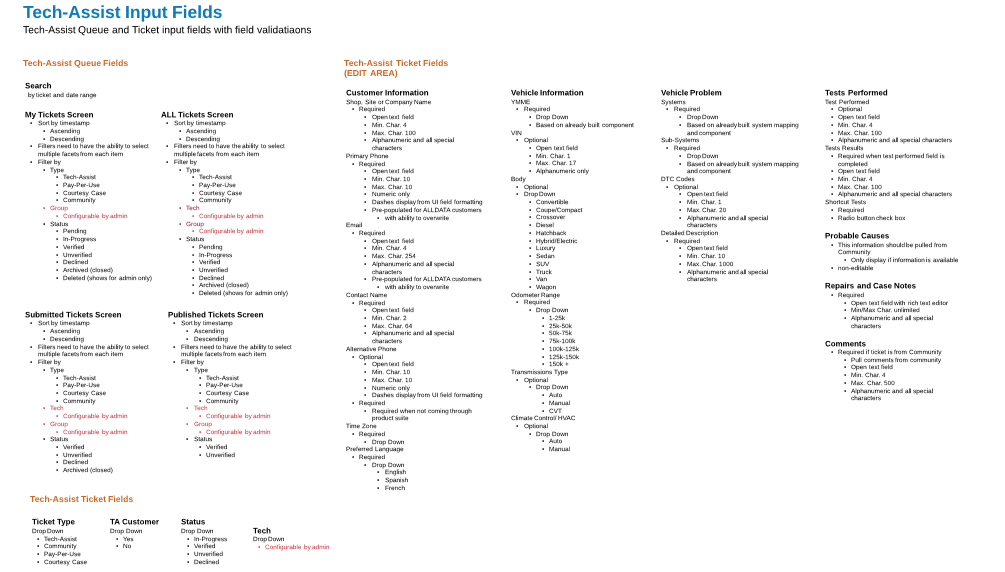 Tech-Assist Input Fields
Tech-Assist Queue and Ticket input fields with field validatiaons
Tech-Assist Queue Fields
Search
by ticket and date range
My Tickets Screen
• Sort by timestamp
• Ascending
• Descending
• Filters need to have the ability to select
multiple facets from each item
• Filter by
• Type
• Tech-Assist
• Pay-Per-Use
• Courtesy Case
• Community
• Group
• Configurable by admin
• Status
• Pending
• In-Progress
• Verified
• Unverified
• Declined
• Archived (closed)
• Deleted (shows for admin only)
ALL Tickets Screen
• Sort by timestamp
• Ascending
• Descending
• Filters need to have the ability to select
multiple facets from each item
• Filter by
• Type
• Tech-Assist
• Pay-Per-Use
• Courtesy Case
• Community
• Tech
• Configurable by admin
• Group
• Configurable by admin
• Status
• Pending
• In-Progress
• Verified
• Unverified
• Declined
• Archived (closed)
• Deleted (shows for admin only)
Submitted Tickets Screen
• Sort by timestamp
• Ascending
• Descending
• Filters need to have the ability to select
multiple facets from each item
• Filter by
• Type
• Tech-Assist
• Pay-Per-Use
• Courtesy Case
• Community
• Tech
• Configurable by admin
• Group
• Configurable by admin
• Status
• Verified
• Unverified
• Declined
• Archived (closed)
Published Tickets Screen
• Sort by timestamp
• Ascending
• Descending
• Filters need to have the ability to select
multiple facets from each item
• Filter by
• Type
• Tech-Assist
• Pay-Per-Use
• Courtesy Case
• Community
• Tech
• Configurable by admin
• Group
• Configurable by admin
• Status
• Verified
• Unverified
Tech-Assist Ticket Fields
Ticket Type
Drop Down
• Tech-Assist
• Community
• Pay-Per-Use
• Courtesy Case
TA Customer
Drop Down
• Yes
• No
Status
Drop Down
• In-Progress
• Verified
• Unverified
• Declined
Tech
Drop Down
• Configurable by admin
Tech-Assist Ticket Fields
(EDIT AREA)
Customer Information
Shop, Site or Company Name
• Required
• Open text field
• Min. Char. 4
• Max. Char. 100
• Alphanumeric and all special
characters
Primary Phone
• Required
• Open text field
• Min. Char. 10
• Max. Char. 10
• Numeric only
• Dashes display from UI field formatting
• Pre-populated for ALLDATA customers
• with ability to overwrite
Email
• Required
• Open text field
• Min. Char. 4
• Max. Char. 254
• Alphanumeric and all special
characters
• Pre-populated for ALLDATA customers
• with ability to overwrite
Contact Name
• Required
• Open text field
• Min. Char. 2
• Max. Char. 64
• Alphanumeric and all special
characters
Alternative Phone
• Optional
• Open text field
• Min. Char. 10
• Max. Char. 10
• Numeric only
• Dashes display from UI field formatting
• Required
• Required when not coming through
product suite
Time Zone
• Required
• Drop Down
Preferred Language
• Required
• Drop Down
• English
• Spanish
• French
Vehicle Information
YMME
• Required
• Drop Down
• Based on already built component
VIN
• Open text field
• Min. Char. 1
• Max. Char. 17
• Alphanumeric only
Body
• Optional
• Drop Down
• Convertible
• Coupe/Compact
• Crossover
• Diesel
• Hatchback
• Hybrid/Electric
• Luxury
• Sedan
• SUV
• Truck
• Van
• Wagon
Odometer Range
• Required
• Drop Down
• 1-25k
• 25k-50k
• 50k-75k
• 75k-100k
• 100k-125k
• 125k-150k
• 150k +
Transmissions Type
• Optional
• Drop Down
• Auto
• Manual
• CVT
Climate Control/ HVAC
• Optional
• Drop Down
• Auto
• Manual
Vehicle Problem
Systems
• Required
• Drop Down
• Based on already built system mapping
and component
Sub-Systems
• Required
• Drop Down
• Based on already built system mapping
and component
DTC Codes
• Optional
• Open text field
• Min. Char. 1
• Max. Char. 20
• Alphanumeric and all special
characters
Detailed Description
• Required
• Open text field
• Min. Char. 10
• Max. Char. 1000
• Alphanumeric and all special
characters
Tests Performed
Test Performed
• Optional
• Open text field
• Min. Char. 4
• Max. Char. 100
• Alphanumeric and all special characters
Tests Results
• Required when test performed field is
completed
• Open text field
• Min. Char. 4
• Max. Char. 100
• Alphanumeric and all special characters
Shortcut Tests
• Required
• Radio button check box
Probable Causes
• This information should be pulled from
Community
• Only display if information is available
• non-editable
Repairs and Case Notes
• Required
• Open text field with rich text editor
• Min/Max Char. unlimited
• Alphanumeric and all special
characters
Comments
• Required if ticket is from Community
• Pull comments from community
• Open text field
• Min. Char. 4
• Max. Char. 500
• Alphanumeric and all special
characters